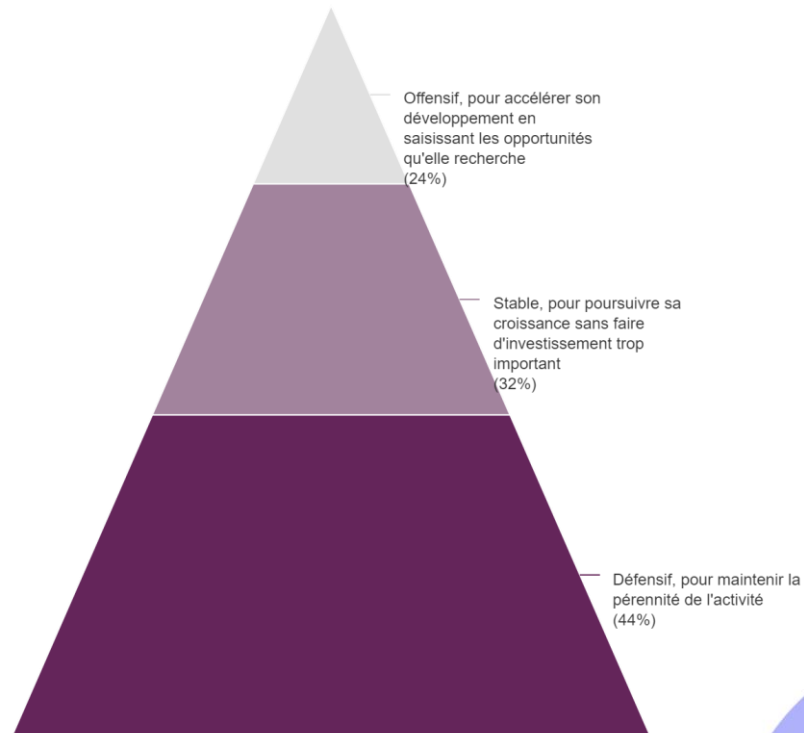 Offensif, pour accélérer son
développement en
saisissant les opportunités
qu'elle recherche
(24%)
Stable, pour poursuivre sa
croissance sans faire
d'investissement trop
important
(32%)
Défensif, pour maintenir la
pérennité de l'activité
(44%)